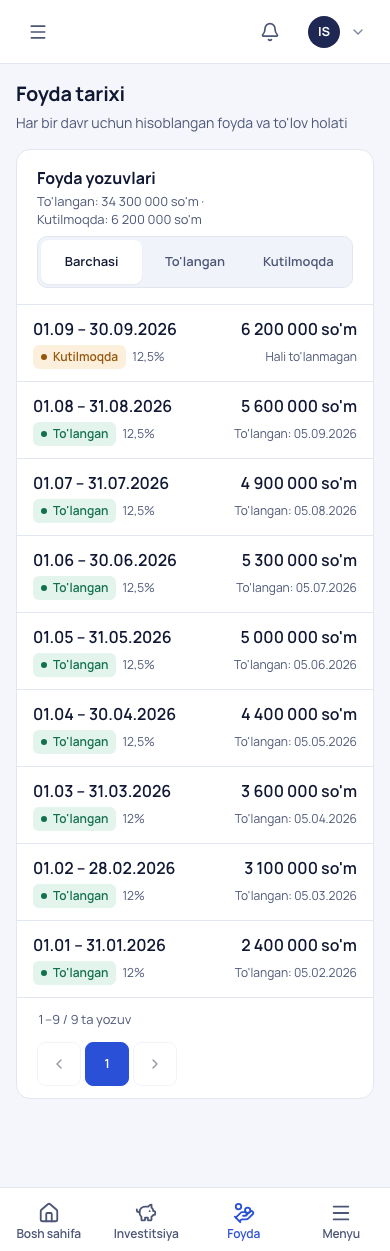 IS
Foyda tarixi
Har bir davr uchun hisoblangan foyda va to'lov holati
Foyda yozuvlari
To'langan: 34 300 000 so'm ·
Kutilmoqda: 6 200 000 so'm
Barchasi To'langan Kutilmoqda
01.09 – 30.09.2026 6 200 000 so'm
Kutilmoqda 12,5% Hali to'lanmagan
01.08 – 31.08.2026 5 600 000 so'm
To'langan 12,5% To'langan: 05.09.2026
01.07 – 31.07.2026 4 900 000 so'm
To'langan 12,5% To'langan: 05.08.2026
01.06 – 30.06.2026 5 300 000 so'm
To'langan 12,5% To'langan: 05.07.2026
01.05 – 31.05.2026 5 000 000 so'm
To'langan 12,5% To'langan: 05.06.2026
01.04 – 30.04.2026 4 400 000 so'm
To'langan 12,5% To'langan: 05.05.2026
01.03 – 31.03.2026 3 600 000 so'm
To'langan 12% To'langan: 05.04.2026
01.02 – 28.02.2026 3 100 000 so'm
To'langan 12% To'langan: 05.03.2026
01.01 – 31.01.2026 2 400 000 so'm
To'langan 12% To'langan: 05.02.2026
1–9 / 9 ta yozuv
1
Bosh sahifa Investitsiya Foyda Menyu